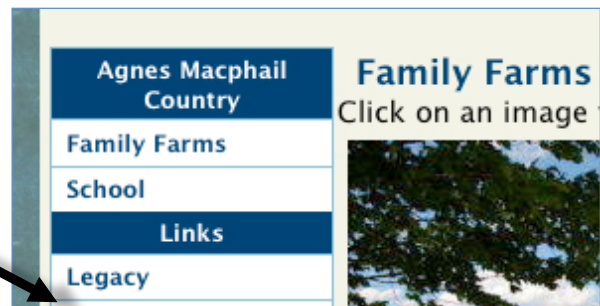 Agnes Macphail
Country
Family Farms
School
Links
Legacy
Family Farms
Click on an image